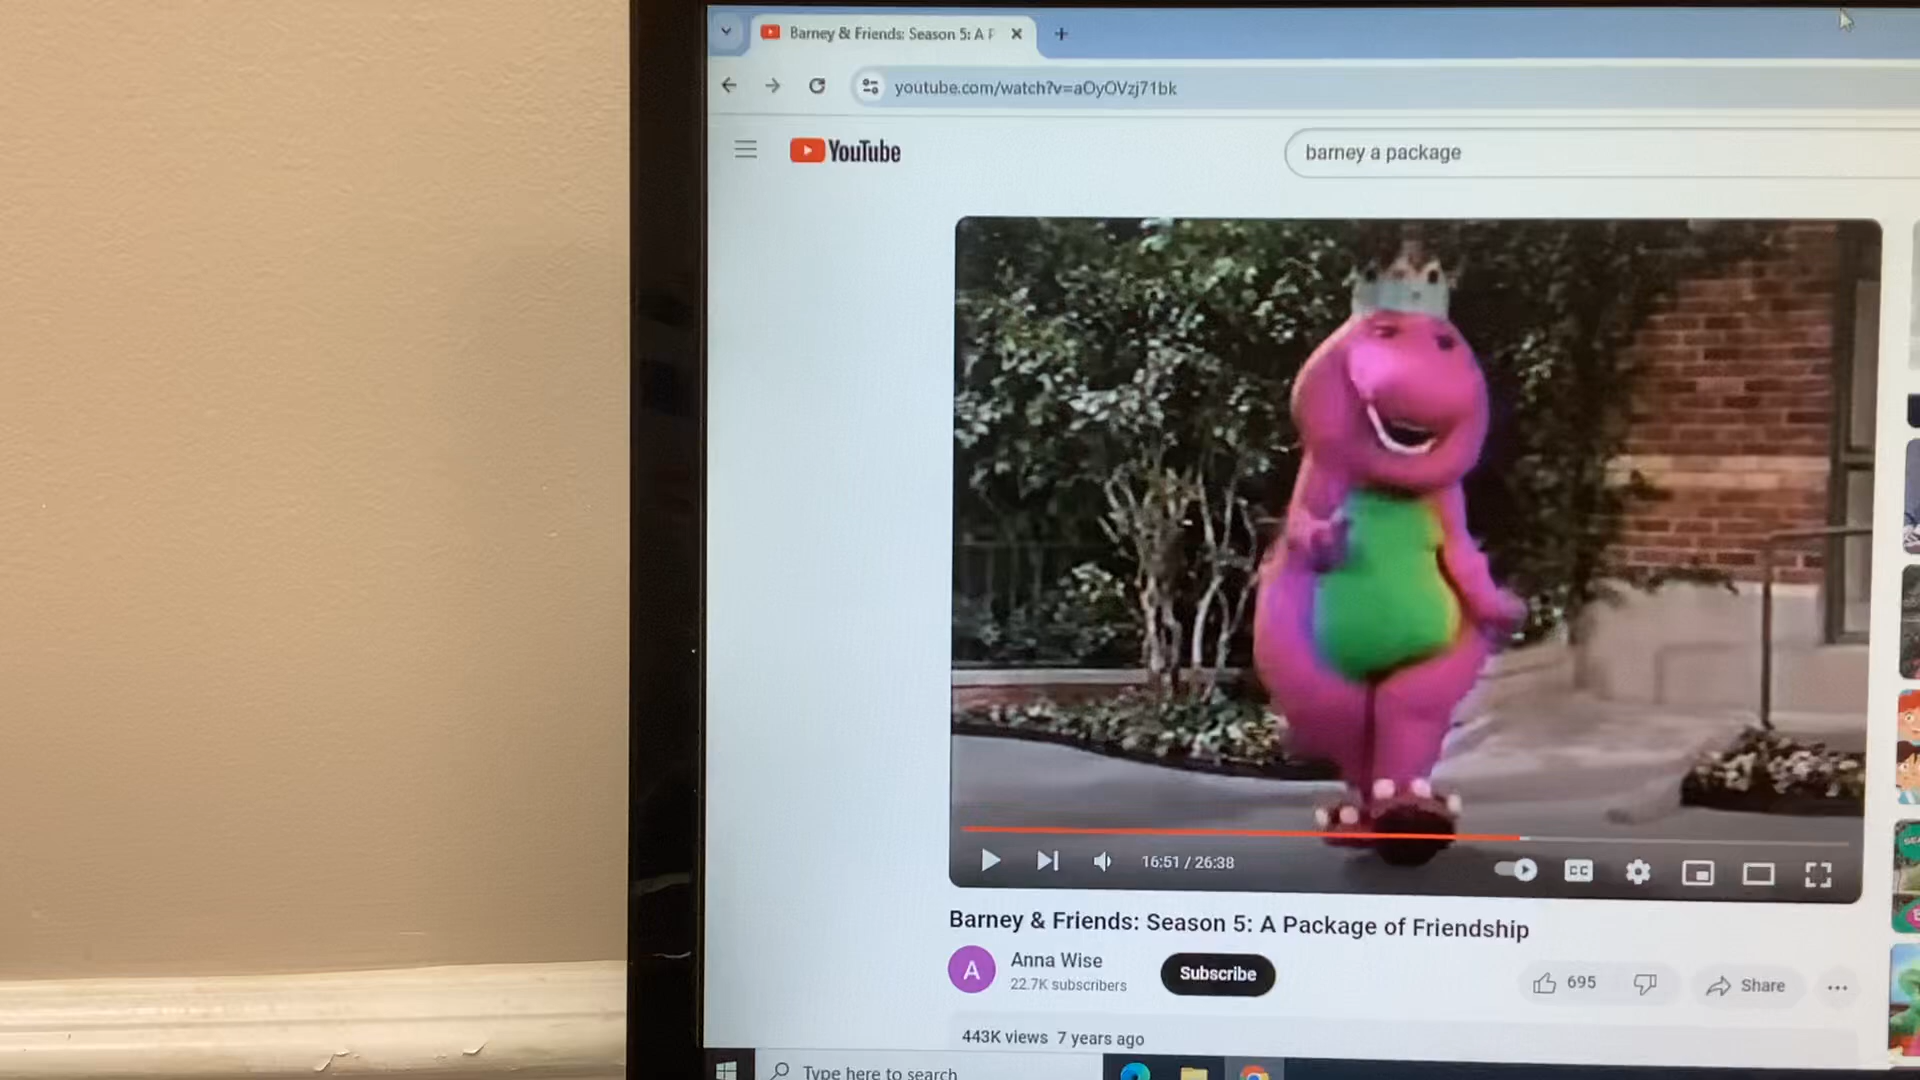 Barney & Friends: Season 5: A
youtube.com/watch?v=aOyOVzj71bk
YouTube
barney a package
16:51 / 26:38
CC
Barney & Friends: Season 5: A Package of Friendship
A
Anna Wise
22.7K subscribers
Subscribe
695
Share
443K views 7 years ago
Type here to search